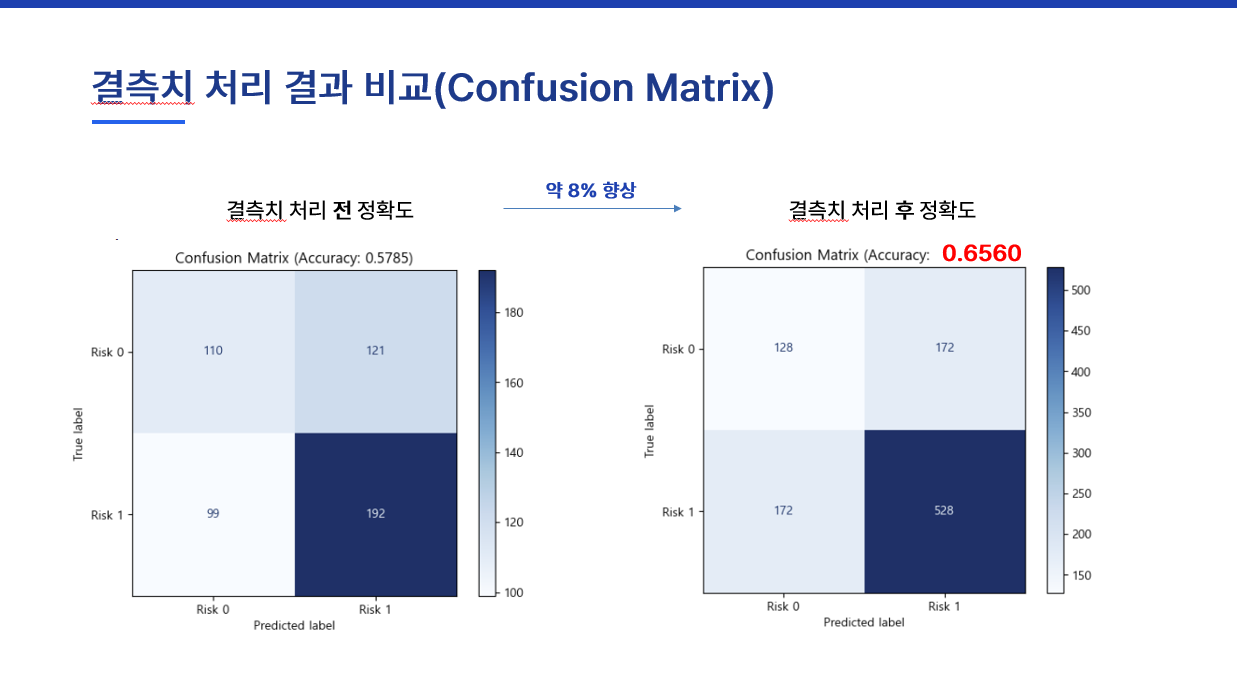 결측치 처리 결과 비교(Confusion Matrix)
약 8% 향상
결측치 처리 전 정확도
결측치 처리 후 정확도
Confusion Matrix (Accuracy: 0.5785)
Risk 0
110
121
Risk 1
99
192
Risk 0
Risk 1
True label
Predicted label
180
160
140
120
100
Confusion Matrix (Accuracy: 0.6560
Risk 0
128
172
Risk 1
172
528
Risk 0
Risk 1
True label
Predicted label
500
450
400
350
300
250
200
150